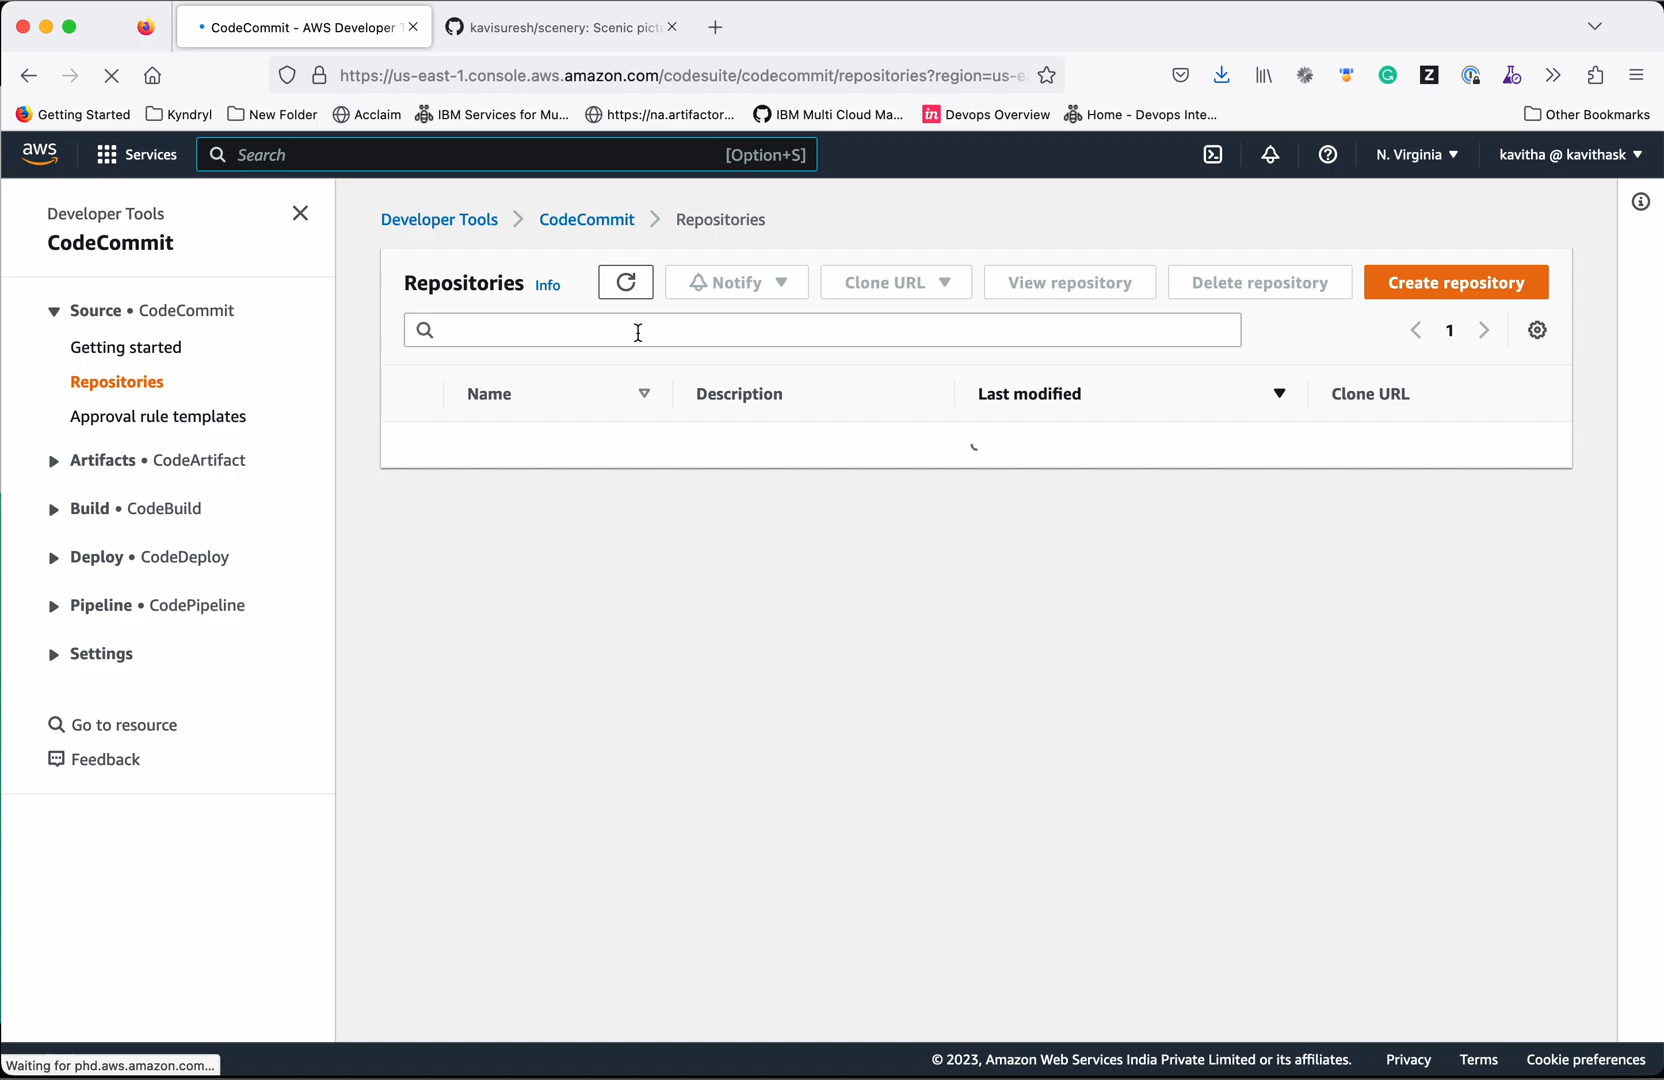 CodeCommit - AWS Developer T
kavisuresh/scenery: Scenic pict
https://us-east-1.console.aws.amazon.com/codesuite/codecommit/repositories?region=us-ea
Getting Started
Kyndryl
New Folder
Acclaim
IBM Services for Mu...
https://na.artifactor...
IBM Multi Cloud Ma...
in Devops Overview
Home - Devops Inte...
Other Bookmarks
aws
Services
Search
[Option+S]
N. Virginia
kavitha @ kavithask
Developer Tools
CodeCommit
Source • CodeCommit
Getting started
Repositories
Approval rule templates
Artifacts • CodeArtifact
Build • CodeBuild
Deploy • CodeDeploy
Pipeline • CodePipeline
Settings
Go to resource
Feedback
Developer Tools
CodeCommit
Repositories
Repositories Info
Notify
Clone URL
View repository
Delete repository
Create repository
1
Name
Description
Last modified
Clone URL
Waiting for phd.aws.amazon.com...
© 2023, Amazon Web Services India Private Limited or its affiliates.
Privacy
Terms
Cookie preferences